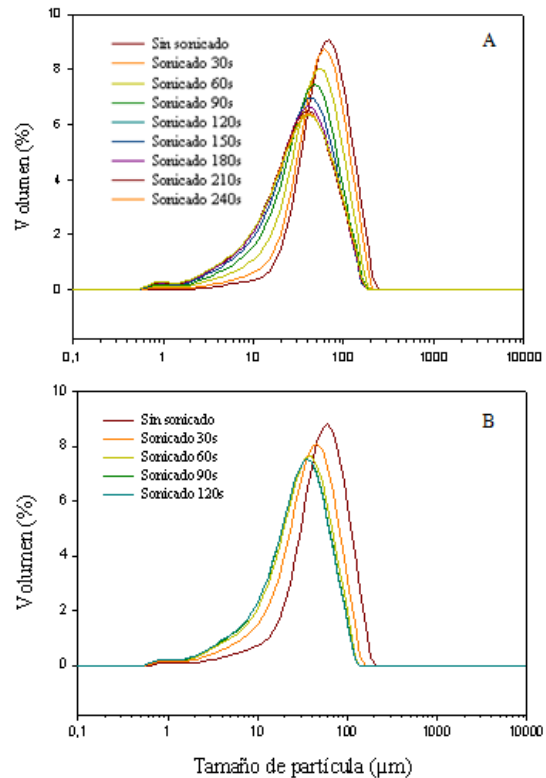 10
8
6
4
2
0
Volumen (%)
A
Sin sonicado
Sonicado 30s
Sonicado 60s
Sonicado 90s
Sonicado 120s
Sonicado 150s
Sonicado 180s
Sonicado 210s
Sonicado 240s
0,1 1 10 100 1000 10000
10
8
6
4
2
0
Volumen (%)
B
Sin sonicado
Sonicado 30s
Sonicado 60s
Sonicado 90s
Sonicado 120s
0,1 1 10 100 1000 10000
Tamaño de partícula (µm)